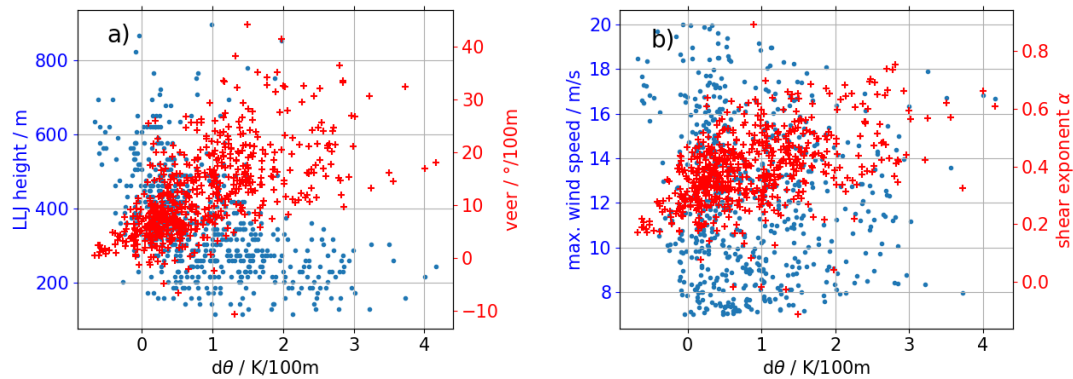 a)
800
600
400
200
LLJ height / m
40
30
20
10
0
−10
veer / °/100m
0 1 2 3 4
dθ / K/100m
b)
20
18
16
14
12
10
8
max. wind speed / m/s
0.8
0.6
0.4
0.2
0.0
shear exponent α
0 1 2 3 4
dθ / K/100m